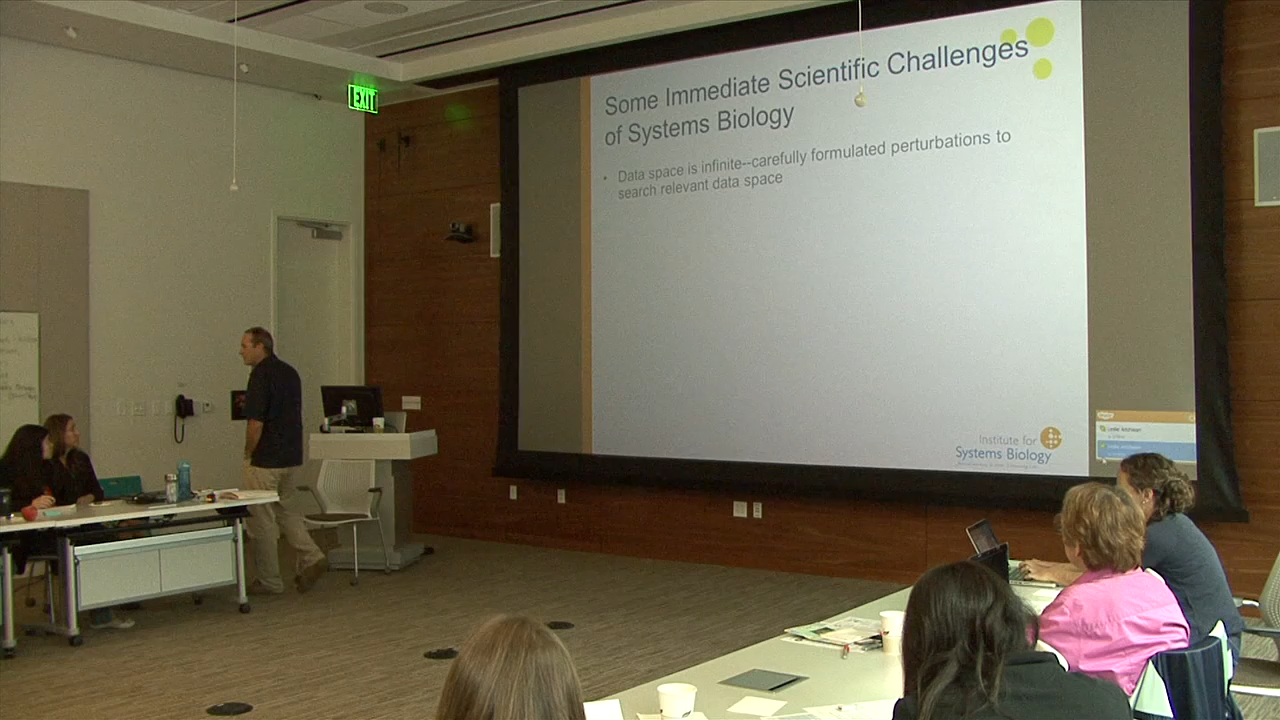 EXIT
Some Immediate Scientific Challenges
of Systems Biology
• Data space is infinite--carefully formulated perturbations to
search relevant data space
Institute for
Systems Biology